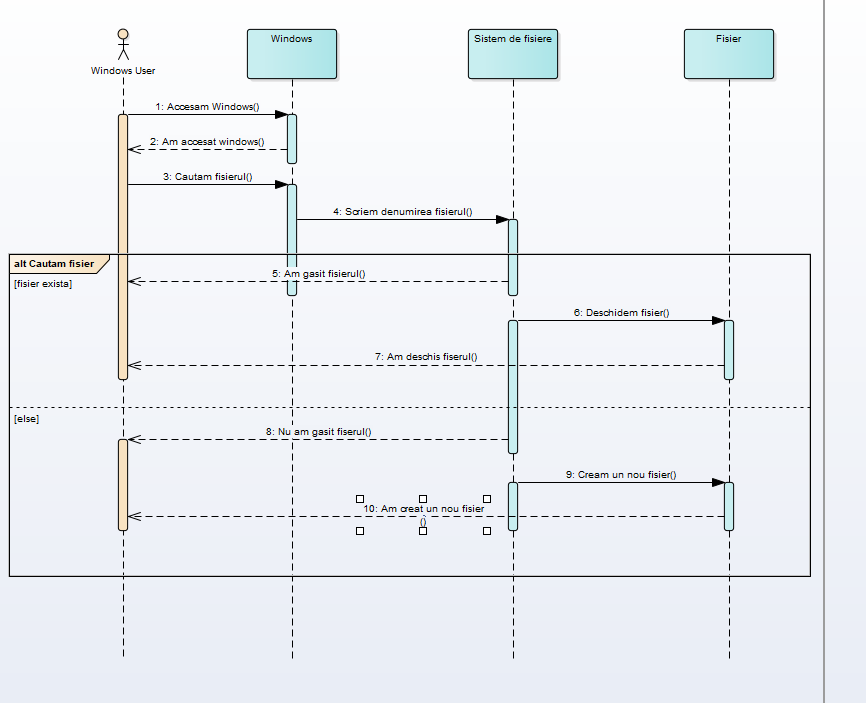 Windows
Sistem de fisiere
Fisier
Windows User
1: Accesam Windows()
2: Am accesat windows()
3: Cautam fisierul()
4: Scriem denumirea fisierul()
alt Cautam fisier
5: Am gasit fisierul()
[fisier exista]
6: Deschidem fisier()
7: Am deschis fiserul()
[else]
8: Nu am gasit fiserul()
9: Cream un nou fisier()
10: Am creat un nou fisier
()